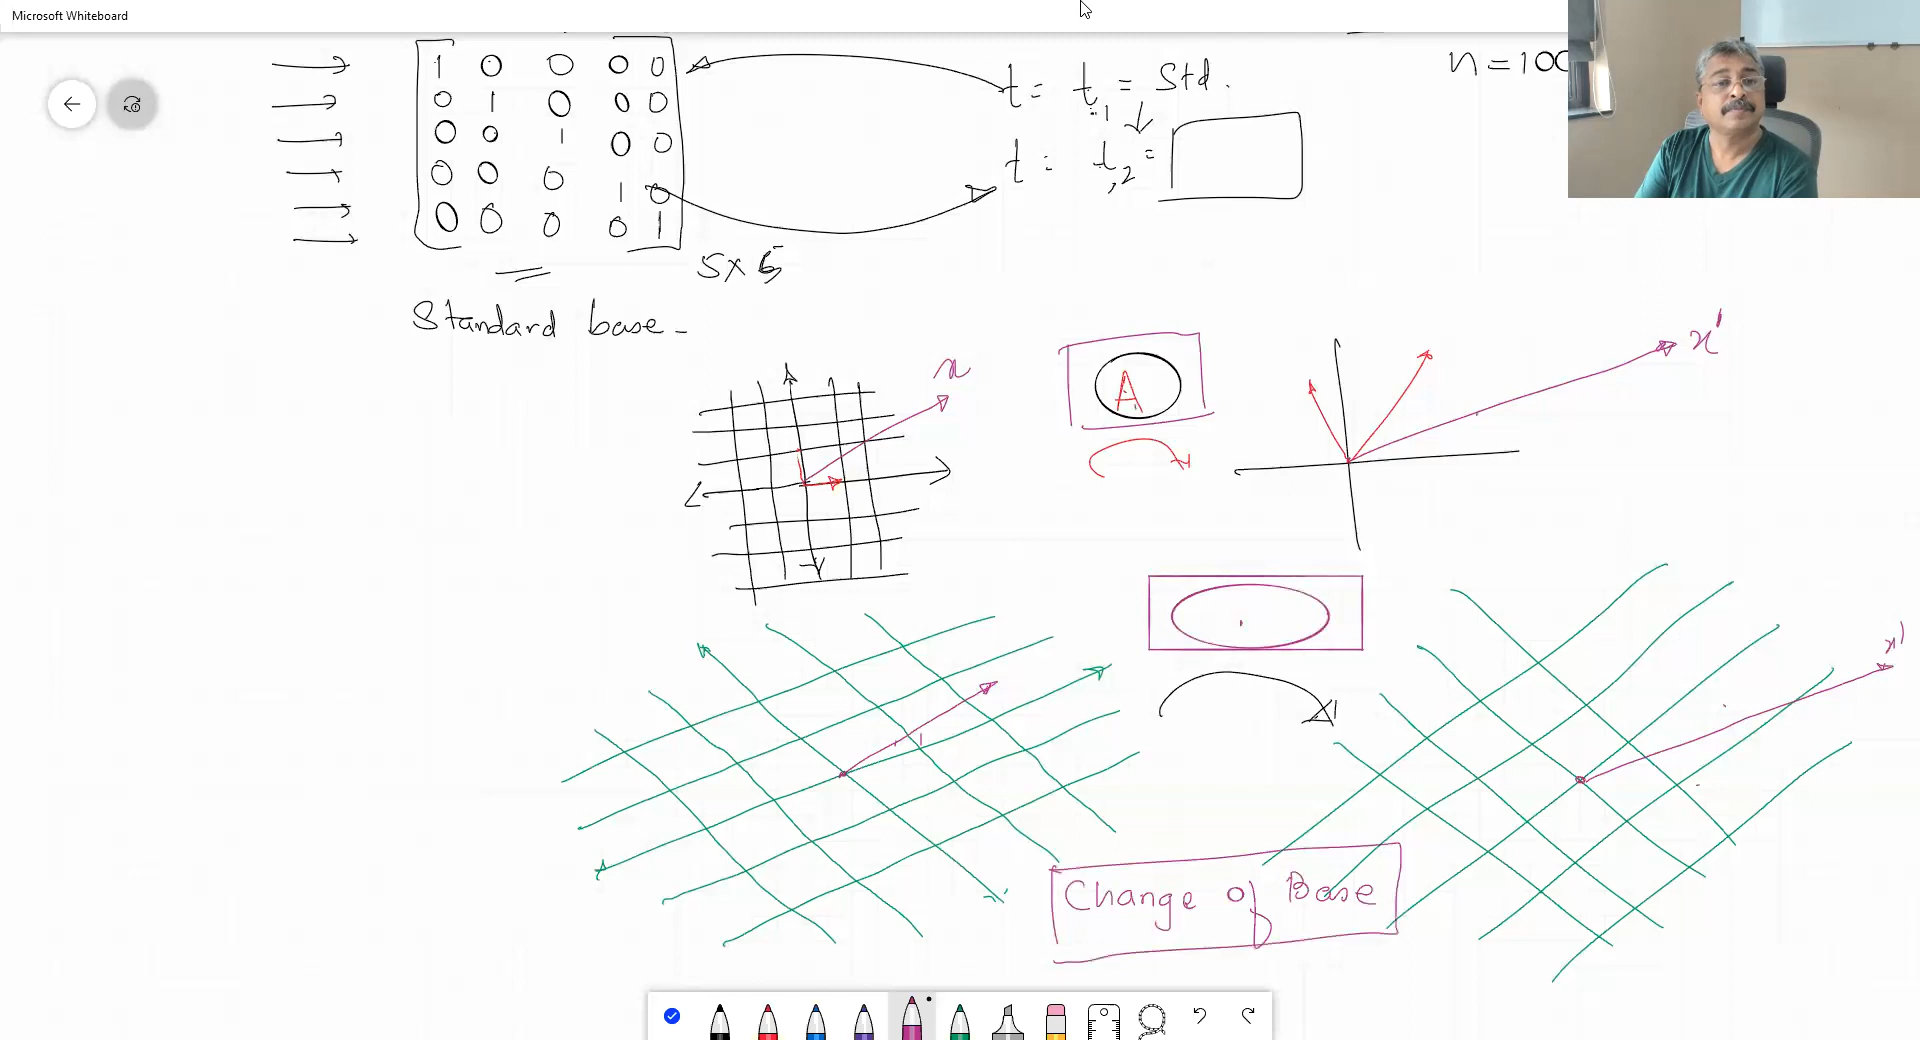 Microsoft Whiteboard
1 0 0 0 0
0 1 0 0 0
0 0 1 0 0
0 0 0 1 0
0 0 0 0 1
5x5
Standard base -
t = t1 = Std.
t = t2 =
n = 100
x
A
x'
x'
Change of Base